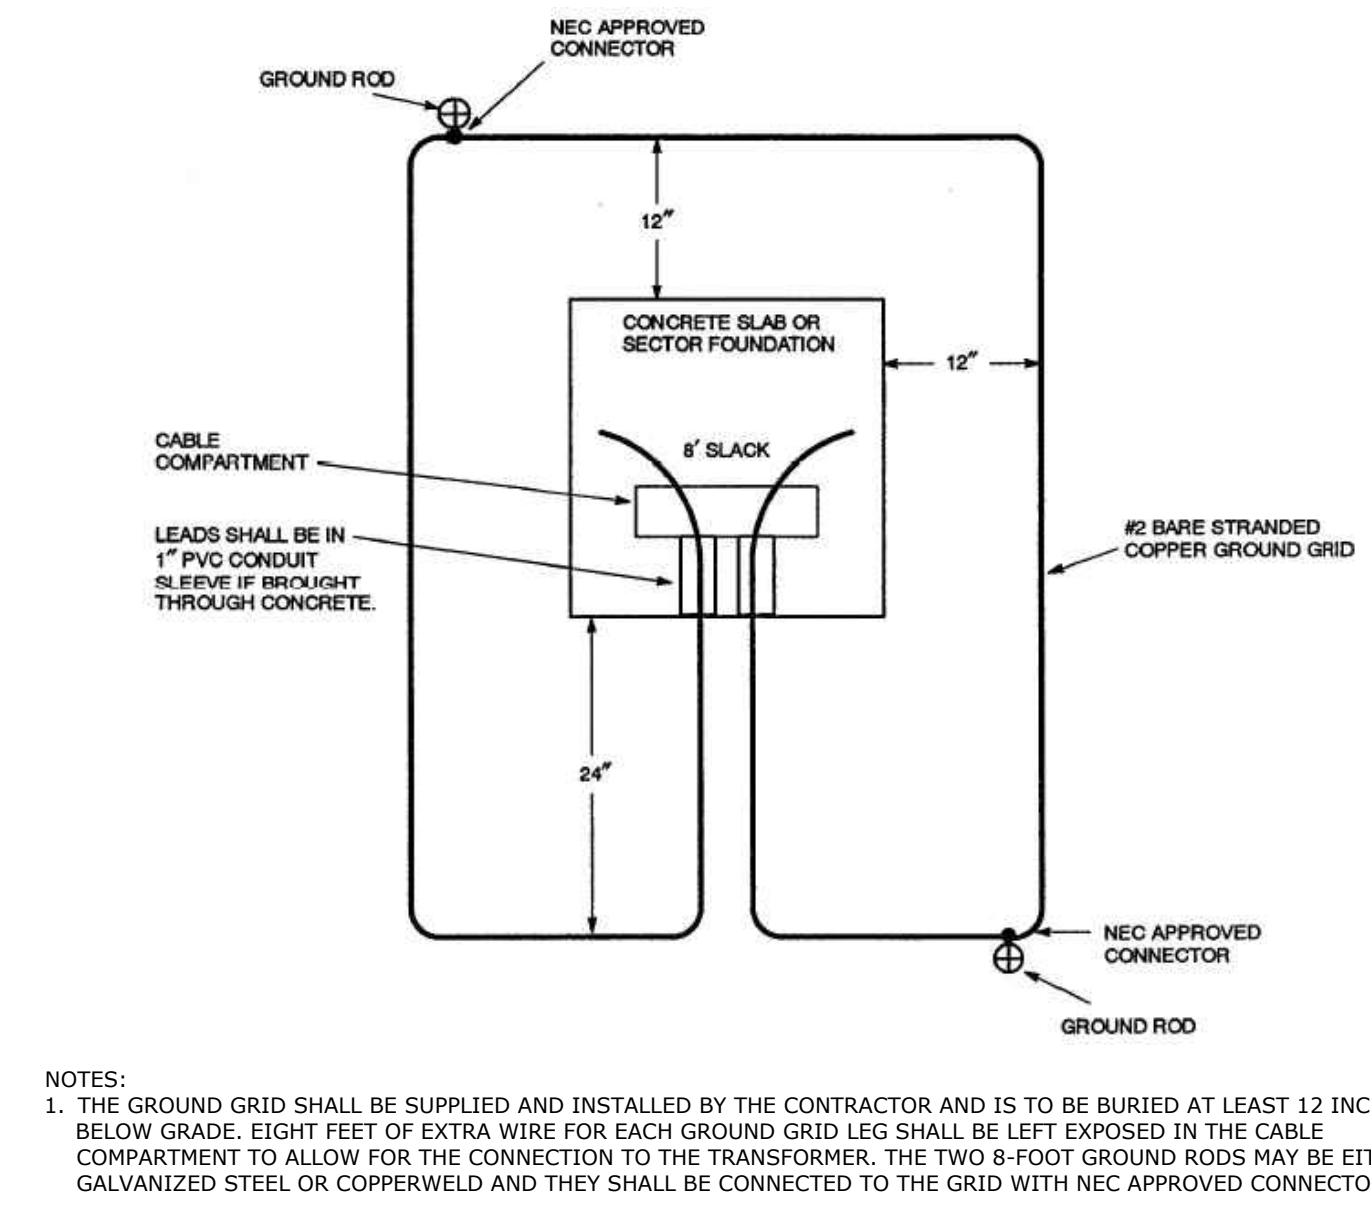 NEC APPROVED
CONNECTOR
GROUND ROD
12″
CONCRETE SLAB OR
SECTOR FOUNDATION
12″
CABLE
COMPARTMENT
8′ SLACK
LEADS SHALL BE IN
1″ PVC CONDUIT
SLEEVE IF BROUGHT
THROUGH CONCRETE.
#2 BARE STRANDED
COPPER GROUND GRID
24″
NEC APPROVED
CONNECTOR
GROUND ROD
NOTES:
1. THE GROUND GRID SHALL BE SUPPLIED AND INSTALLED BY THE CONTRACTOR AND IS TO BE BURIED AT LEAST 12
BELOW GRADE. EIGHT FEET OF EXTRA WIRE FOR EACH GROUND GRID LEG SHALL BE LEFT EXPOSED IN THE CABLE
COMPARTMENT TO ALLOW FOR THE CONNECTION TO THE TRANSFORMER. THE TWO 8-FOOT GROUND RODS MAY BE
GALVANIZED STEEL OR COPPERWELD AND THEY SHALL BE CONNECTED TO THE GRID WITH NEC APPROVED